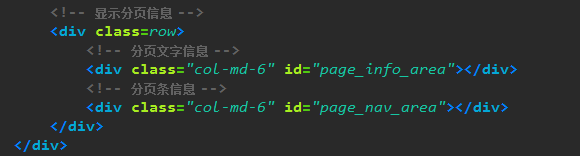 <!-- 显示分页信息 -->
<div class=row>
<!-- 分页文字信息 -->
<div class="col-md-6" id="page_info_area"></div>
<!-- 分页条信息 -->
<div class="col-md-6" id="page_nav_area"></div>
</div>
</div>